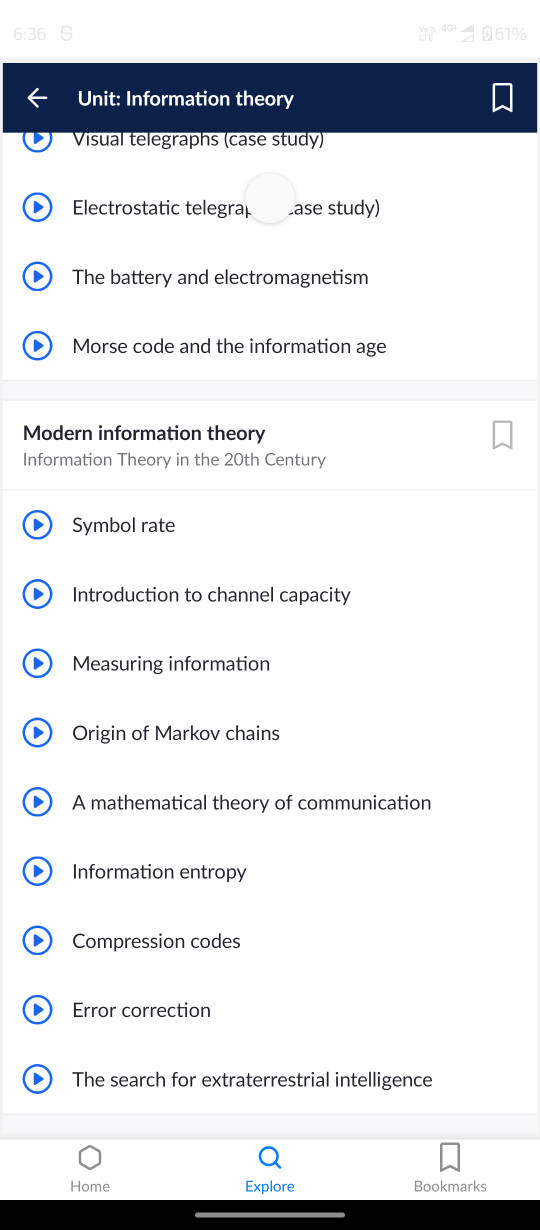 6:36
4G+ 61%
Unit: Information theory
Visual telegraphs (case study)
Electrostatic ase study)
The battery and electromagnetism
Morse code and the information age
Modern information theory
Information Theory in the 20th Century
Symbol rate
Introduction to channel capacity
Measuring information
Origin of Markov chains
A mathematical theory of communication
Information entropy
Compression codes
Error correction
The search for extraterrestrial intelligence
Home Explore Bookmarks